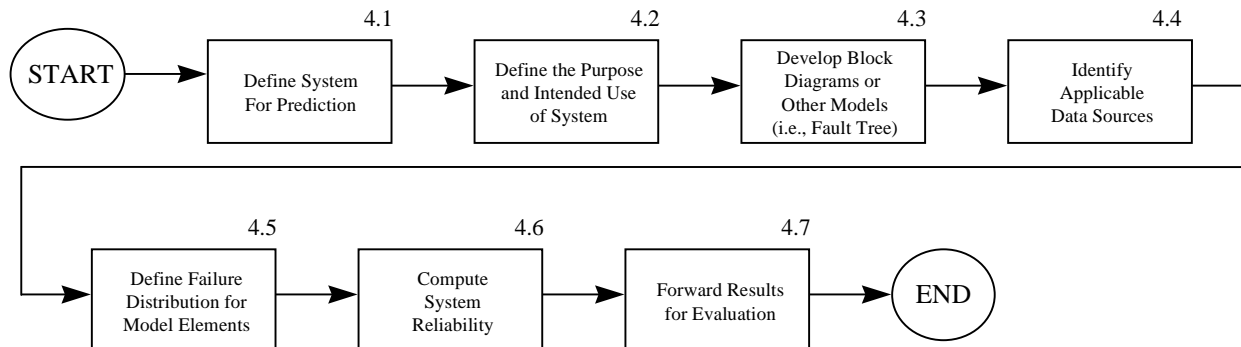 4.1
4.2
4.3
4.4
START
Define System
For Prediction
Define the Purpose
and Intended Use
of System
Develop Block
Diagrams or
Other Models
(i.e., Fault Tree)
Identify
Applicable
Data Sources
4.5
4.6
4.7
Define Failure
Distribution for
Model Elements
Compute
System
Reliability
Forward Results
for Evaluation
END